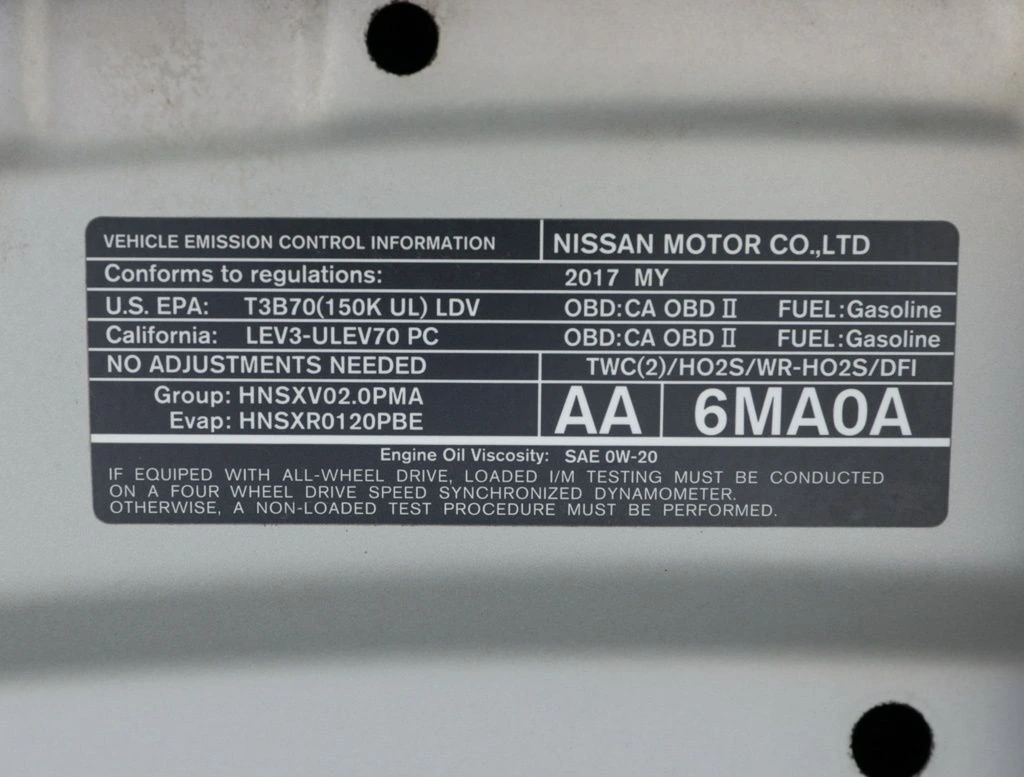 VEHICLE EMISSION CONTROL INFORMATION NISSAN MOTOR CO.,LTD
Conforms to regulations: 2017 MY
U.S. EPA: T3B70(150K UL) LDV OBD:CA OBD II FUEL:Gasoline
California: LEV3-ULEV70 PC OBD:CA OBD II FUEL:Gasoline
NO ADJUSTMENTS NEEDED TWC(2)/HO2S/WR-HO2S/DFI
Group: HNSXV02.0PMA
Evap: HNSXR0120PBE
AA 6MA0A
Engine Oil Viscosity: SAE 0W-20
IF EQUIPED WITH ALL-WHEEL DRIVE, LOADED I/M TESTING MUST BE CONDUCTED
ON A FOUR WHEEL DRIVE SPEED SYNCHRONIZED DYNAMOMETER.
OTHERWISE, A NON-LOADED TEST PROCEDURE MUST BE PERFORMED.